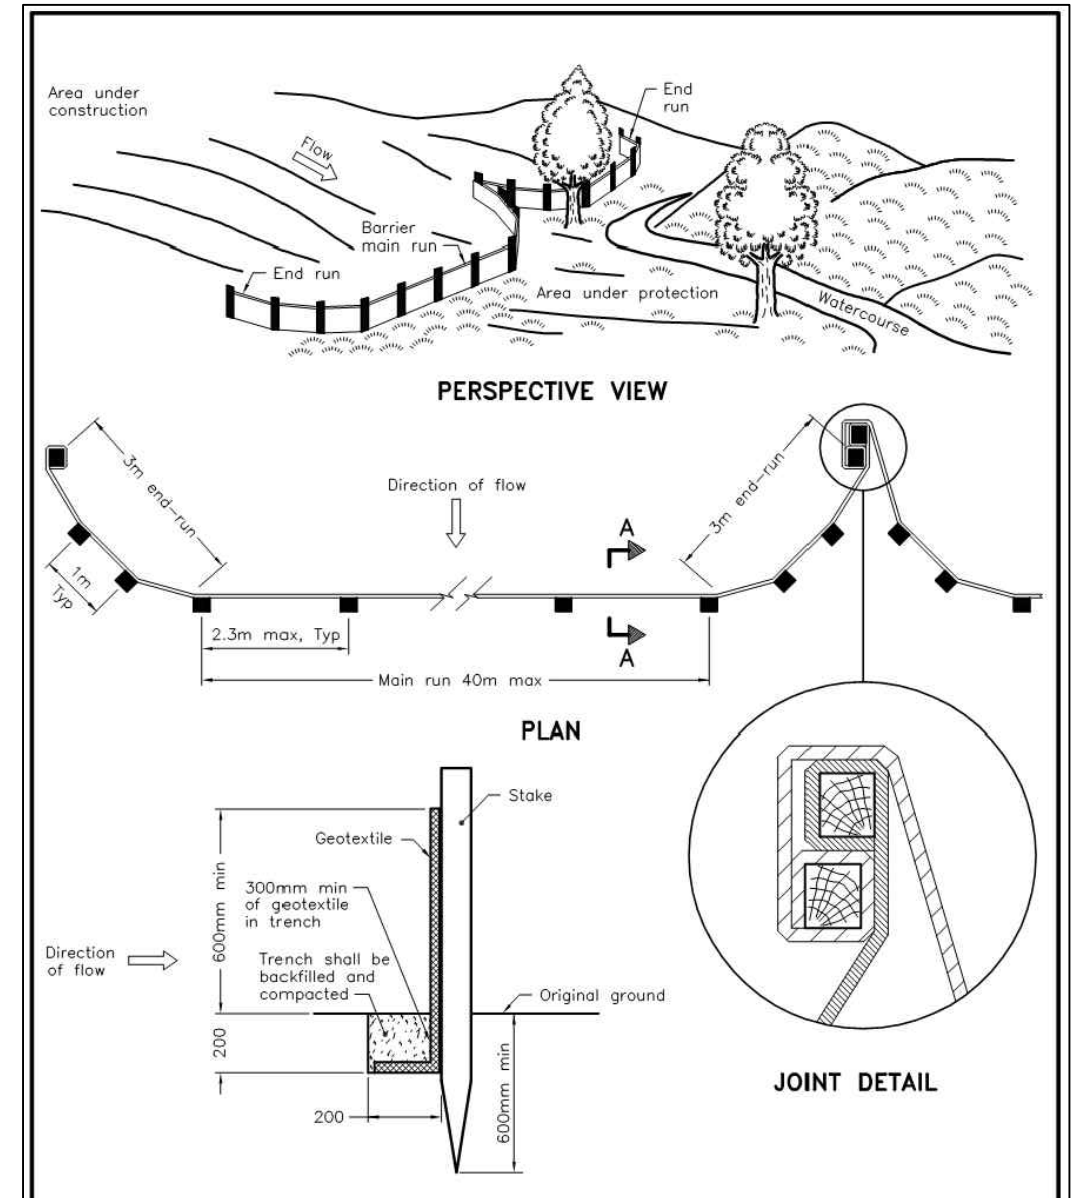 Area under
construction
Flow
End
run
Barrier
main run
End run
Area under protection
Watercourse
PERSPECTIVE VIEW
3m end-run
Direction of flow
3m end-run
A
1m
Typ
2.3m max, Typ
A
Main run 40m max
PLAN
Stake
Geotextile
600mm min
300mm min
of geotextile
in trench
Direction
of flow
Trench shall be
backfilled and
compacted
Original ground
200
600mm min
200
JOINT DETAIL